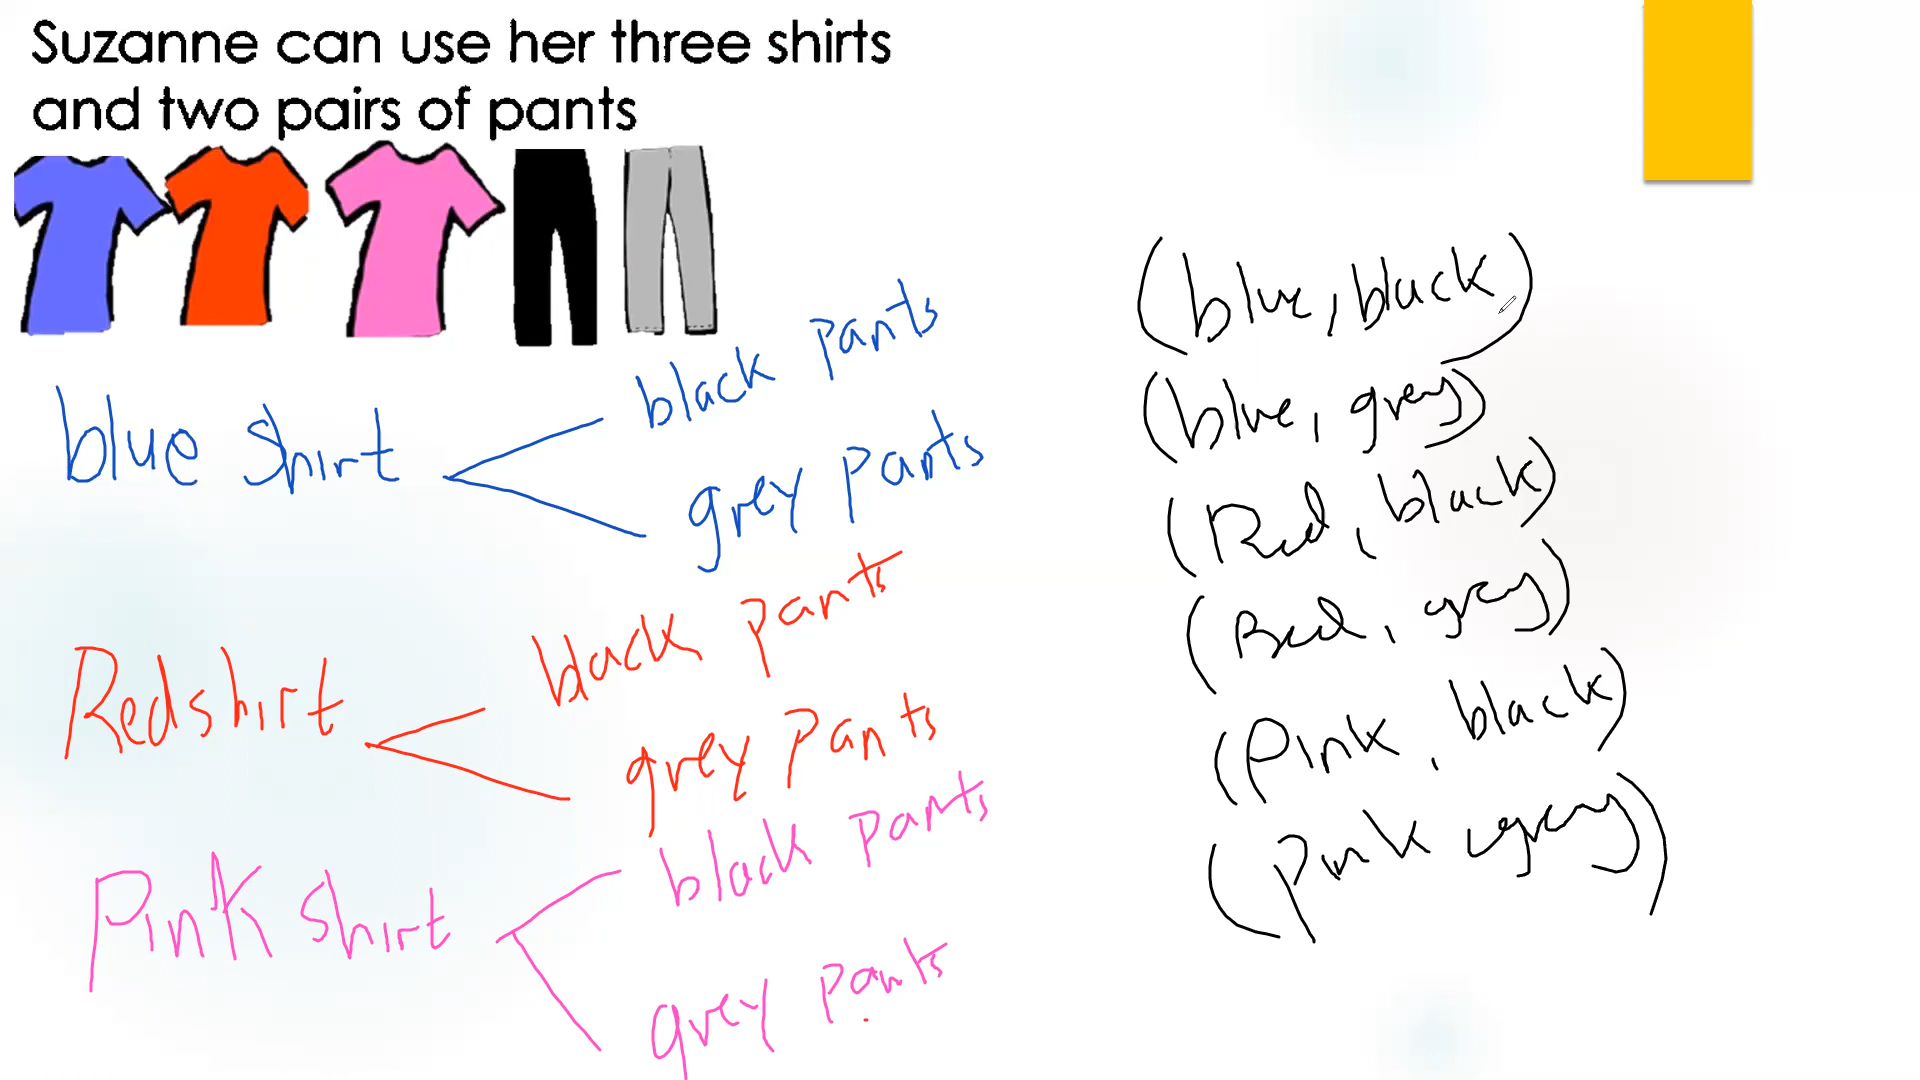 Suzanne can use her three shirts
and two pairs of pants
blue shirt
black pants
grey pants
Redshirt
black pants
grey pants
Pink shirt
black pants
grey pants
(blue, black)
(blue, grey)
(Red, black)
(Red, grey)
(Pink, black)
(Pink grey)